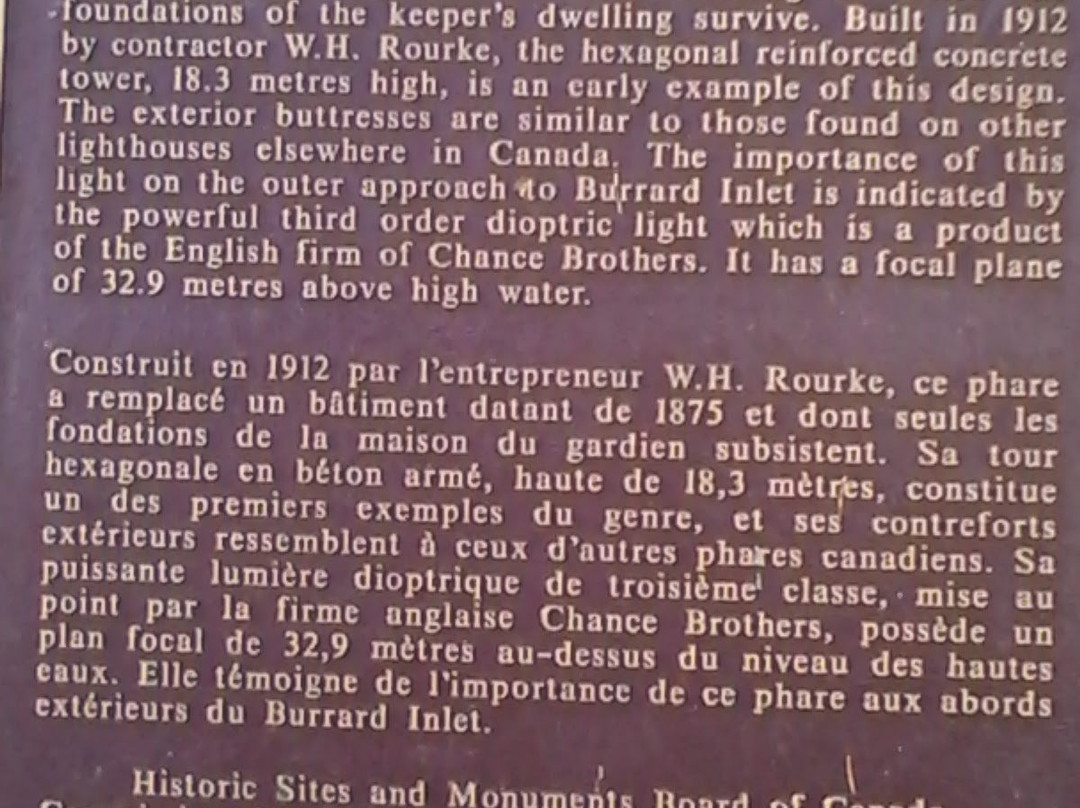 foundations of the keeper's dwelling survive. Built in 1912
by contractor W.H. Rourke, the hexagonal reinforced concrete
tower, 18.3 metres high, is an early example of this design.
The exterior buttresses are similar to those found on other
lighthouses elsewhere in Canada. The importance of this
light on the outer approach to Burrard Inlet is indicated by
the powerful third order dioptric light which is a product
of the English firm of Chance Brothers. It has a focal plane
of 32.9 metres above high water.
Construit en 1912 par l'entrepreneur W.H. Rourke, ce phare
a remplacé un bâtiment datant de 1875 et dont seules les
fondations de la maison du gardien subsistent. Sa tour
hexagonale en béton armé, haute de 18,3 mètres, constitue
un des premiers exemples du genre, et ses contreforts
extérieurs ressemblent à ceux d'autres phares canadiens. Sa
puissante lumière dioptrique de troisième classe, mise au
point par la firme anglaise Chance Brothers, possède un
plan focal de 32,9 mètres au-dessus du niveau des hautes
eaux. Elle témoigne de l'importance de ce phare aux abords
extérieurs du Burrard Inlet.
Historic Sites and Monuments Board of